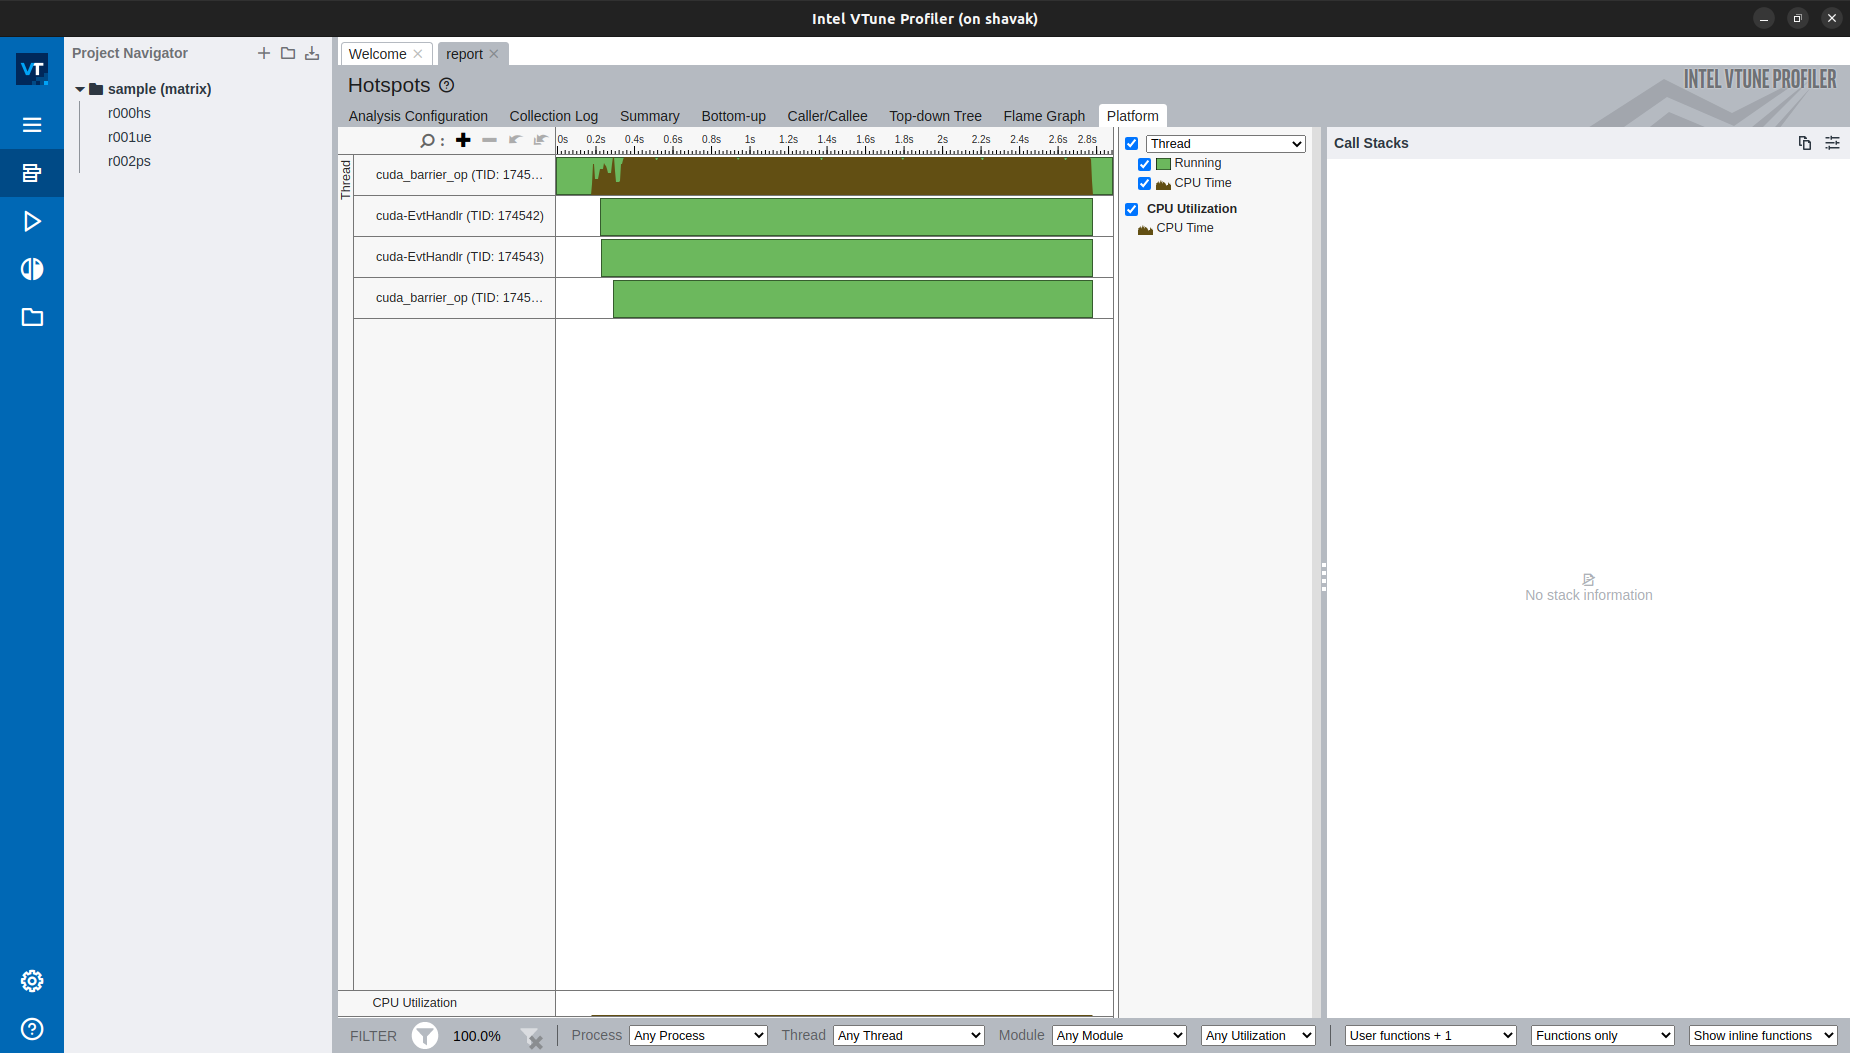 Intel VTune Profiler (on shavak)
VT
Project Navigator
sample (matrix)
r000hs
r001ue
r002ps
Welcome
report
Hotspots
INTEL VTUNE PROFILER
Analysis Configuration Collection Log Summary Bottom-up Caller/Callee Top-down Tree Flame Graph Platform
0s 0.2s 0.4s 0.6s 0.8s 1s 1.2s 1.4s 1.6s 1.8s 2s 2.2s 2.4s 2.6s 2.8s
Thread
cuda_barrier_op (TID: 1745...
cuda-EvtHandlr (TID: 174542)
cuda-EvtHandlr (TID: 174543)
cuda_barrier_op (TID: 1745...
CPU Utilization
Thread
Running
CPU Time
CPU Utilization
CPU Time
Call Stacks
No stack information
FILTER 100.0% Process Any Process Thread Any Thread Module Any Module Any Utilization User functions + 1 Functions only Show inline functions